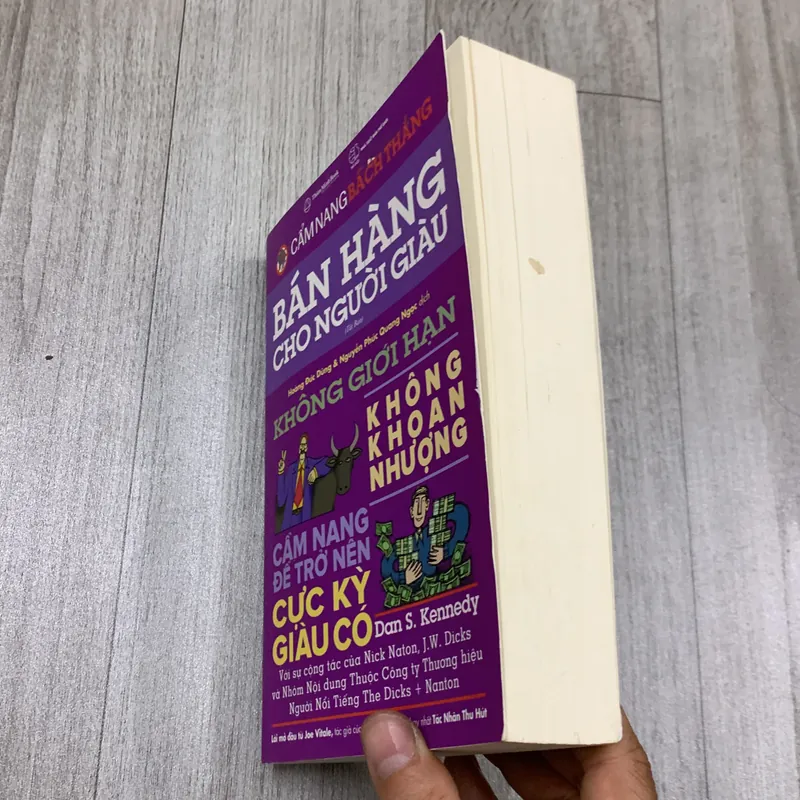 CẨM NANG BÁCH THẮNG
BÁN HÀNG
CHO NGƯỜI GIÀU
Hoàng Đức Dũng & Nguyễn Phúc Quang Ngọc dịch
KHÔNG GIỚI HẠN
KHÔNG
KHOAN
NHƯỢNG
CẨM NANG
ĐỂ TRỞ NÊN
CỰC KỲ
GIÀU CÓ
Dan S. Kennedy
Với sự cộng tác của Nick Naton, J.W. Dicks
và Nhóm Nội dung Thuộc Công ty Thương hiệu
Người Nổi Tiếng The Dicks + Nanton
Lời mở đầu từ Joe Vitale, tác giả của nhất Tác Nhân Thu Hút